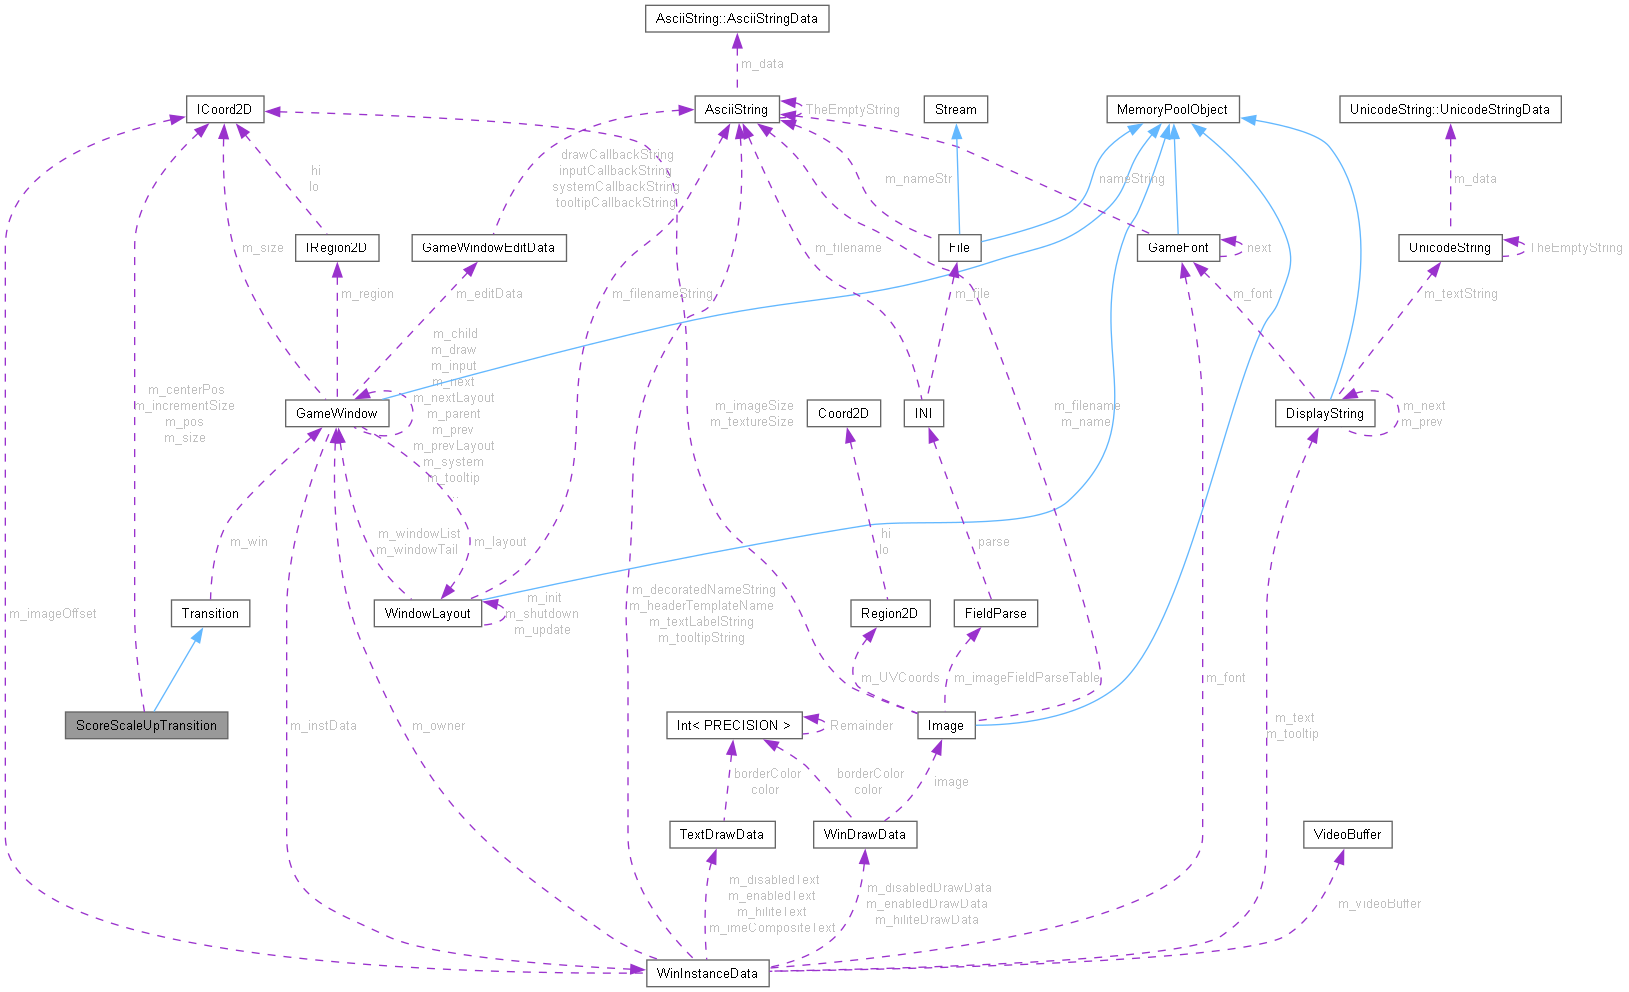 AsciiString::AsciiStringData
m_data
ICoord2D
AsciiString
TheEmptyString
Stream
MemoryPoolObject
UnicodeString::UnicodeStringData
drawCallbackString
inputCallbackString
systemCallbackString
tooltipCallbackString
hi
lo
m_nameStr
nameString
m_data
m_size
IRegion2D
GameWindowEditData
m_filename
File
GameFont
next
UnicodeString
TheEmptyString
m_region
m_editData
m_filenameString
m_file
m_font
m_textString
m_child
m_draw
m_input
m_next
m_nextLayout
m_parent
m_prev
m_prevLayout
m_system
m_tooltip
m_centerPos
m_incrementSize
m_pos
m_size
GameWindow
m_imageSize
m_textureSize
Coord2D
INI
m_filename
m_name
DisplayString
m_next
m_prev
m_win
m_windowList
m_windowTail
m_layout
hi
lo
parse
m_imageOffset
Transition
WindowLayout
m_init
m_shutdown
m_update
m_decoratedNameString
m_headerTemplateName
m_textLabelString
m_tooltipString
Region2D
FieldParse
m_UVCoords
m_imageFieldParseTable
m_font
ScoreScaleUpTransition
m_instData
m_owner
Int< PRECISION >
Remainder
Image
m_text
m_tooltip
borderColor
color
borderColor
color
image
TextDrawData
WinDrawData
VideoBuffer
m_disabledText
m_enabledText
m_hiliteText
m_imeCompositeText
m_disabledDrawData
m_enabledDrawData
m_hiliteDrawData
m_videoBuffer
WinInstanceData